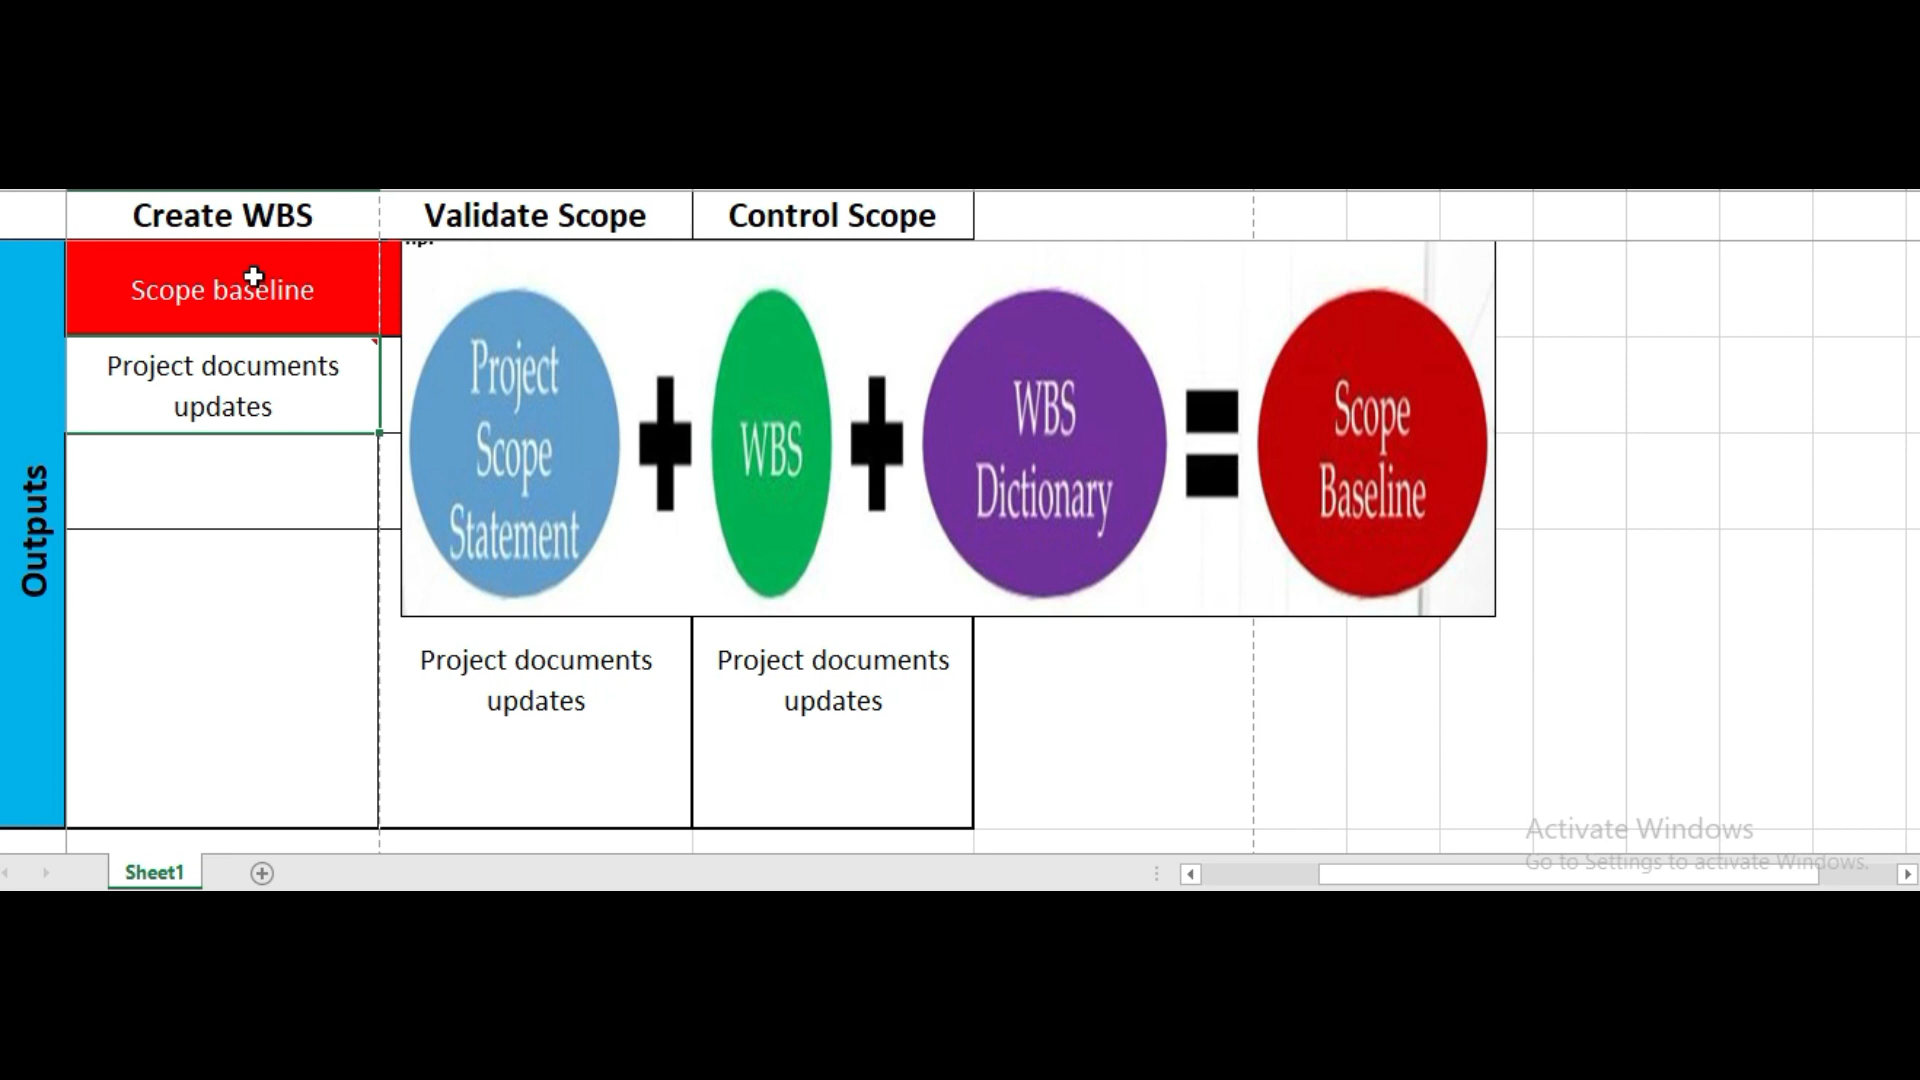 Create WBS
Validate Scope
Control Scope
Outputs
Scope baseline
Project documents
updates
Project
Scope
Statement
WBS
WBS
Dictionary
Scope
Baseline
Project documents
updates
Project documents
updates
Activate Windows
Go to Settings to activate Windows.
Sheet1